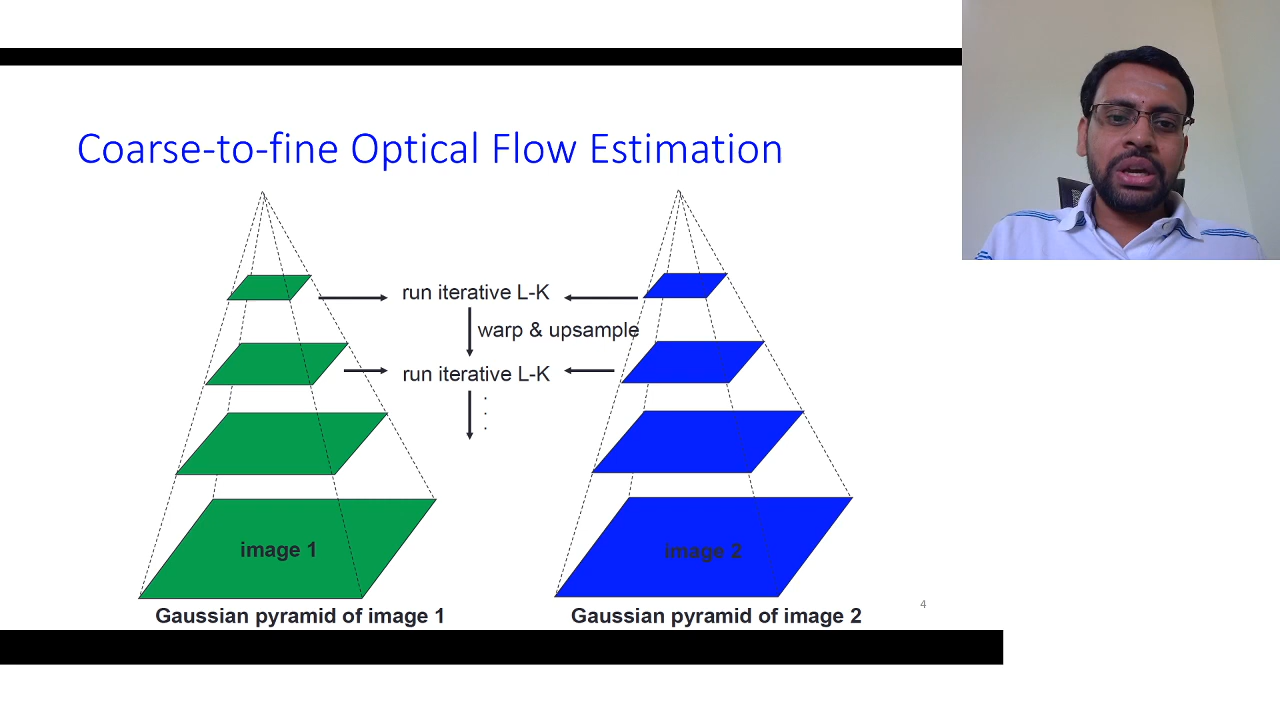 Coarse-to-fine Optical Flow Estimation
run iterative L-K
warp & upsample
run iterative L-K
image 1
image 2
Gaussian pyramid of image 1
Gaussian pyramid of image 2
4